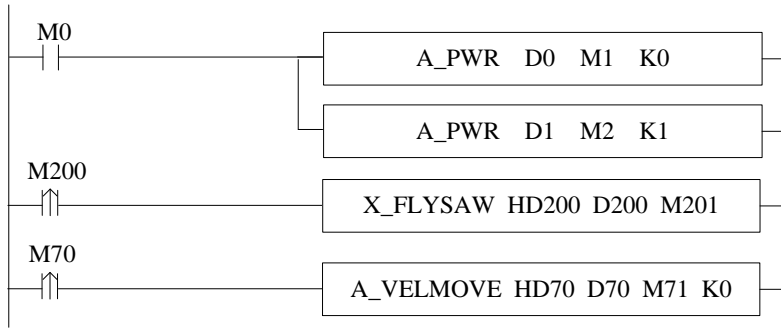 M0
A_PWR D0 M1 K0
A_PWR D1 M2 K1
M200
X_FLYSAW HD200 D200 M201
M70
A_VELMOVE HD70 D70 M71 K0